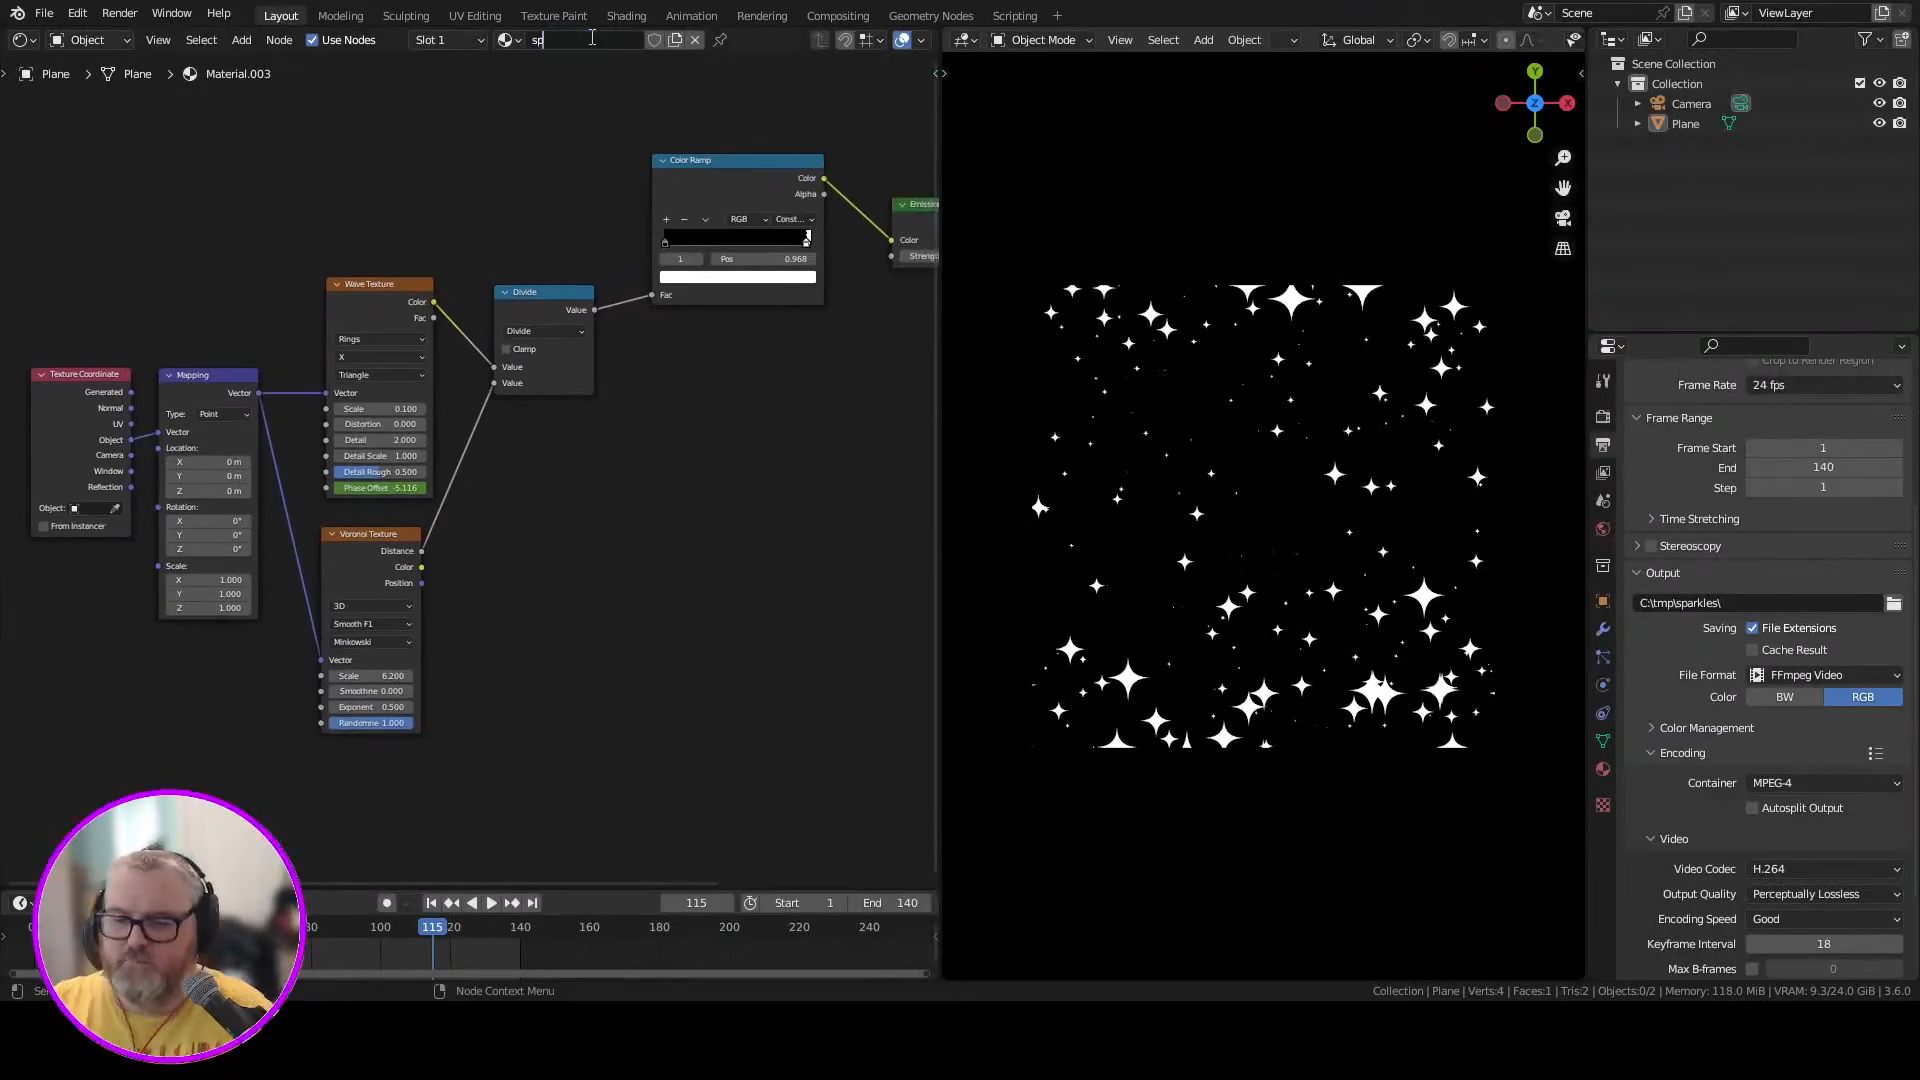 File Edit Render Window Help Layout Modeling Sculpting UV Editing Texture Paint Shading Animation Rendering Compositing Geometry Nodes Scripting + Scene ViewLayer
Object View Select Add Object Node Use Nodes Slot 1 sp
Object Mode View Select Add Object Global
Plane > Plane > Material.003
Scene Collection
Collection
Camera
Plane
Y
Z
X
Color Ramp
Color
Alpha
RGB Const...
1 Pos 0.968
Fac
Emission
Color
Strengt
Wave Texture
Color
Fac
Rings
X
Triangle
Vector
Scale 0.100
Distortion 0.000
Detail 2.000
Detail Scale 1.000
Detail Rough 0.500
Phase Offset -5.116
Divide
Value
Divide
Clamp
Value
Value
Texture Coordinate
Generated
Normal
UV
Object
Camera
Window
Reflection
Object:
From Instancer
Mapping
Vector
Type: Point
Vector
Location:
X 0 m
Y 0 m
Z 0 m
Rotation:
X 0°
Y 0°
Z 0°
Scale:
X 1.000
Y 1.000
Z 1.000
Voronoi Texture
Distance
Color
Position
3D
Smooth F1
Minkowski
Vector
Scale 6.200
Smoothne 0.000
Exponent 0.500
Randomne 1.000
Frame Rate 24 fps
Frame Range
Frame Start 1
End 140
Step 1
Time Stretching
Stereoscopy
Output
C:\tmp\sparkles\
Saving File Extensions
Cache Result
File Format FFmpeg Video
Color BW RGB
Color Management
Encoding
Container MPEG-4
Autosplit Output
Video
Video Codec H.264
Output Quality Perceptually Lossless
Encoding Speed Good
Keyframe Interval 18
Max B-frames 0
115 Start 1 End 140
80 100 115 120 140 160 180 200 220 240
Node Context Menu
Collection | Plane | Verts:4 | Faces:1 | Tris:2 | Objects:0/2 | Memory: 118.0 MiB | VRAM: 9.3/24.0 GiB | 3.6.0